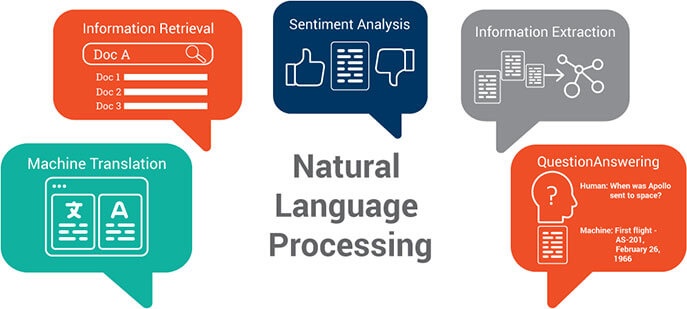 Information Retrieval
Doc A
Doc 1
Doc 2
Doc 3
Sentiment Analysis
Information Extraction
Machine Translation
文 A
Natural
Language
Processing
QuestionAnswering
?
Human: When was Apollo
sent to space?
Machine: First flight -
AS-201,
February 26,
1966